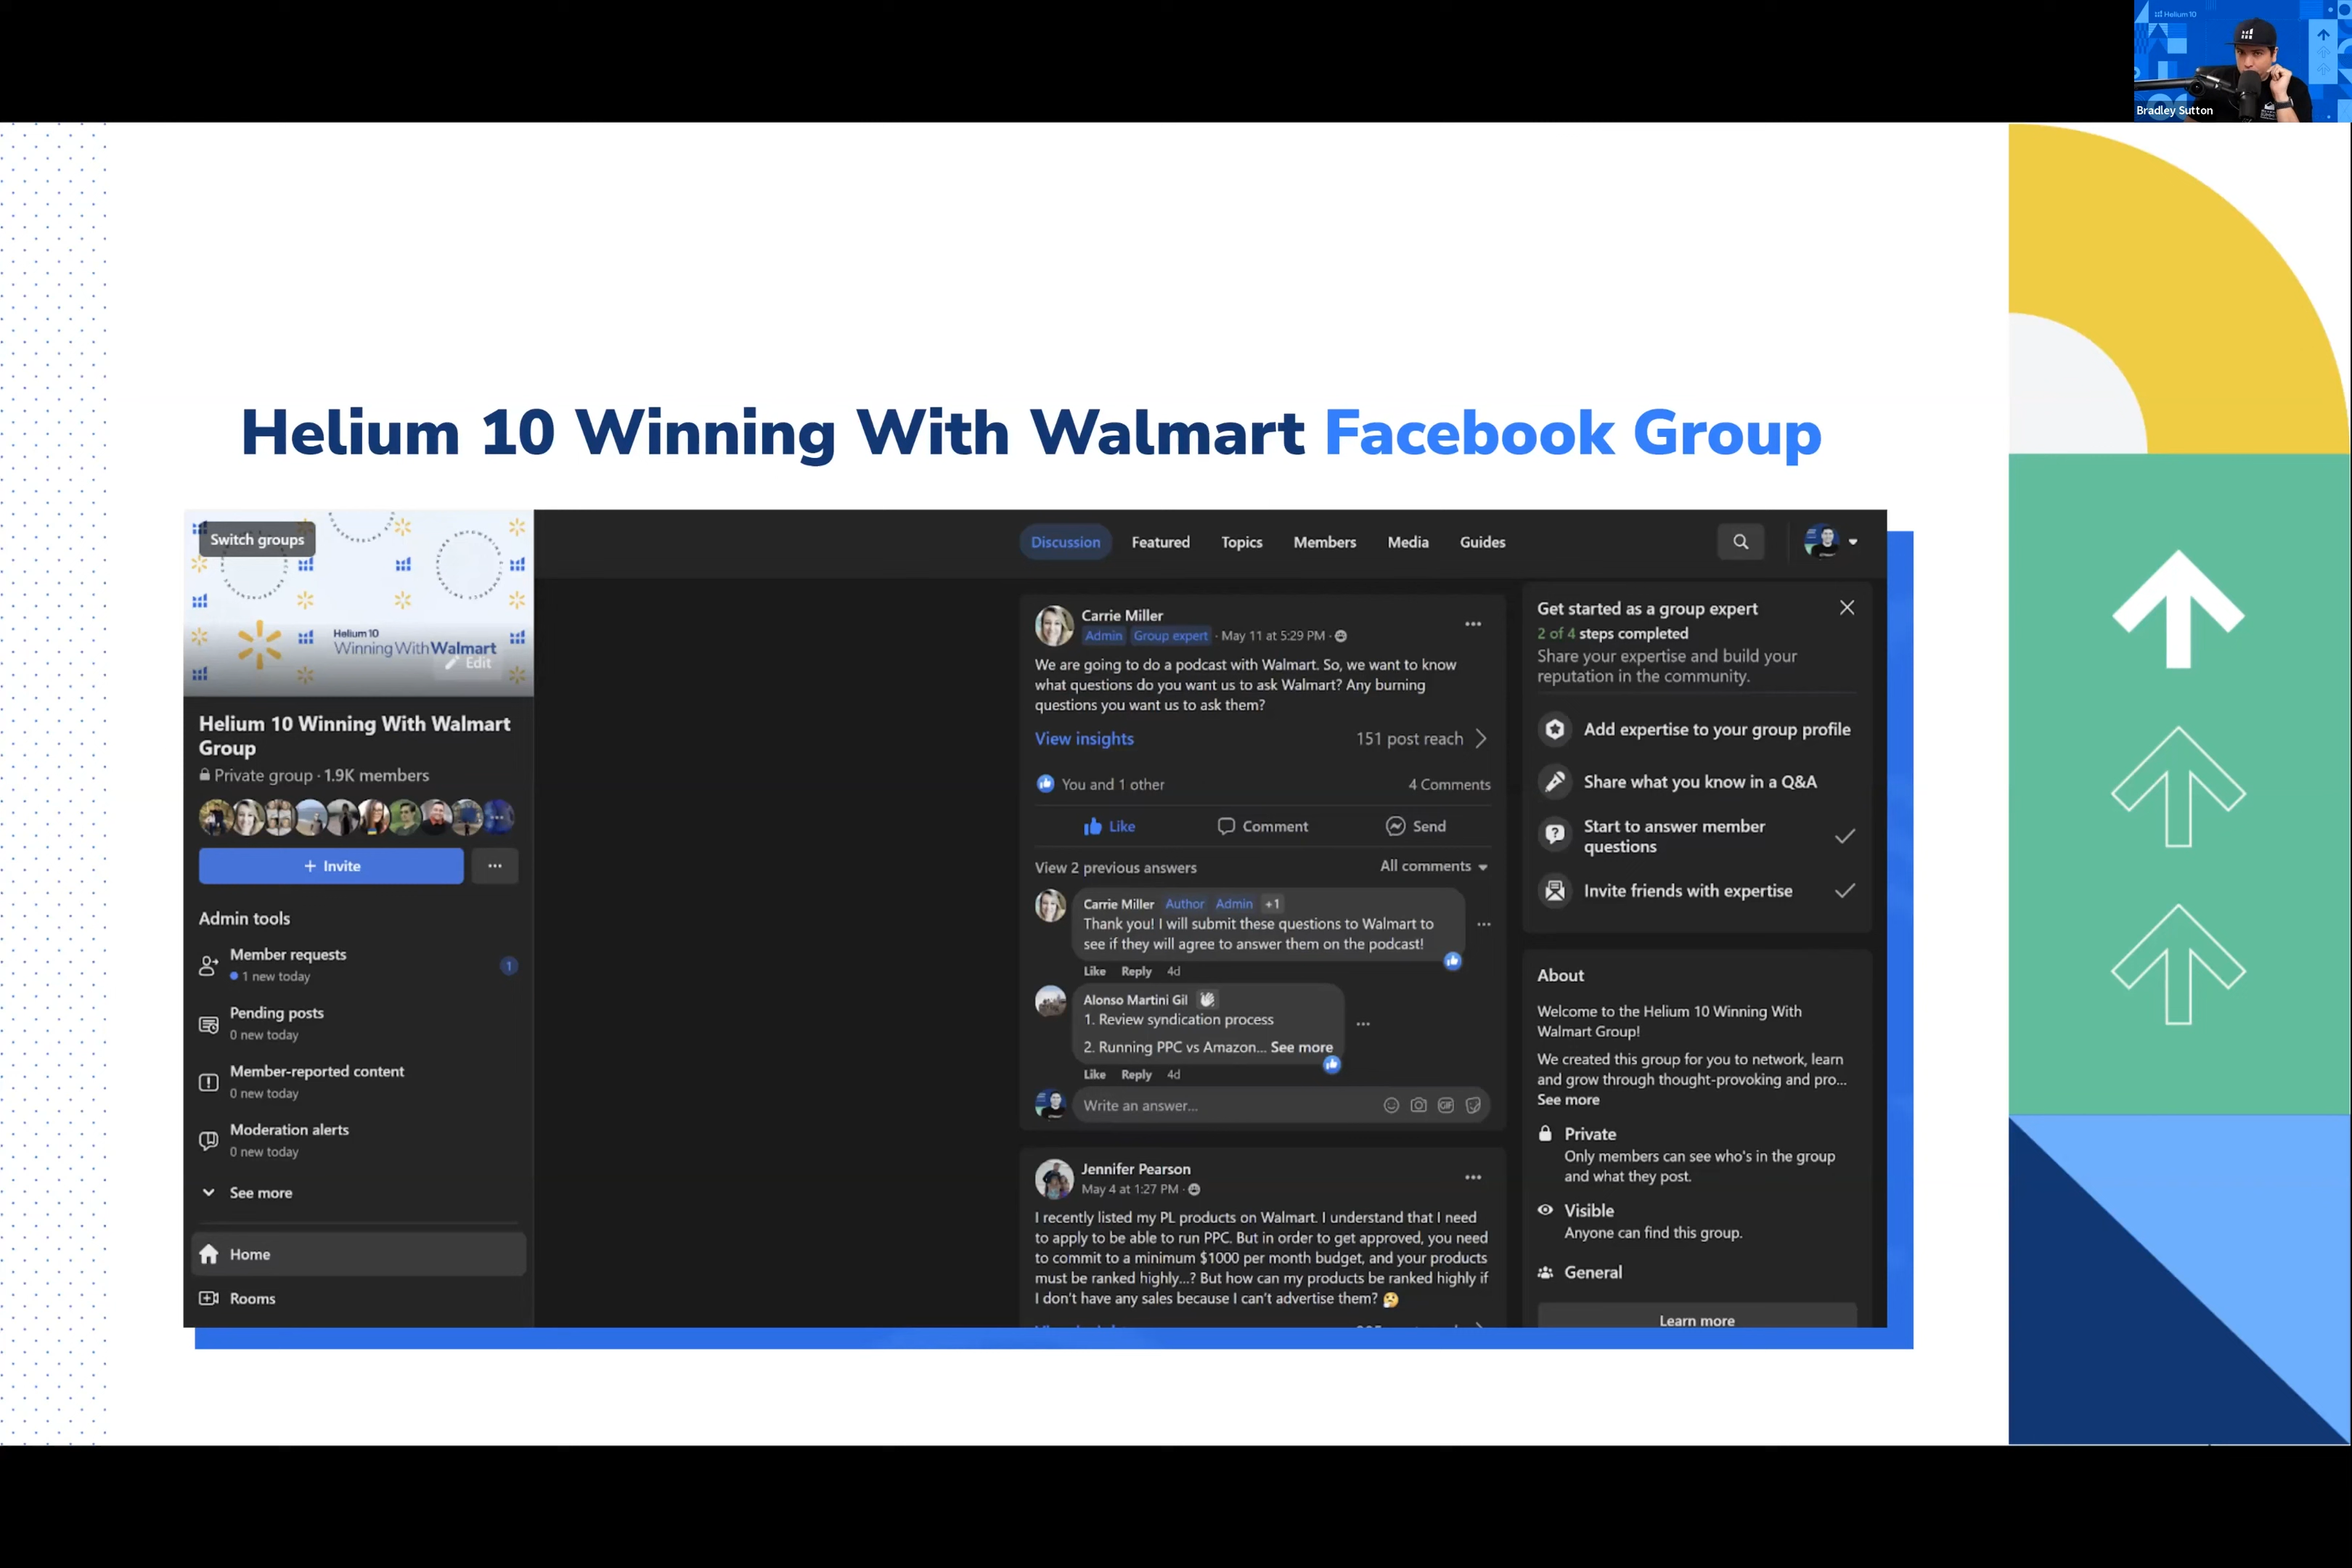 Helium 10
Bradley Sutton
Helium 10 Winning With Walmart Facebook Group
Switch groups
Helium 10
Winning With Walmart
Edit
Helium 10 Winning With Walmart
Group
Private group · 1.9K members
+ Invite
Admin tools
Member requests
1 new today
1
Pending posts
0 new today
Member-reported content
0 new today
Moderation alerts
0 new today
See more
Home
Rooms
Discussion Featured Topics Members Media Guides
Carrie Miller
Admin Group expert · May 11 at 5:29 PM ·
We are going to do a podcast with Walmart. So, we want to know
what questions do you want us to ask Walmart? Any burning
questions you want us to ask them?
View insights 151 post reach
You and 1 other 4 Comments
Like Comment Send
View 2 previous answers All comments
Carrie Miller Author Admin +1
Thank you! I will submit these questions to Walmart to
see if they will agree to answer them on the podcast!
Like Reply 4d
Alonso Martini Gil
1. Review syndication process
2. Running PPC vs Amazon... See more
Like Reply 4d
Write an answer...
GIF
Jennifer Pearson
May 4 at 1:27 PM ·
I recently listed my PL products on Walmart. I understand that I need
to apply to be able to run PPC. But in order to get approved, you need
to commit to a minimum $1000 per month budget, and your products
must be ranked highly...? But how can my products be ranked highly if
I don't have any sales because I can't advertise them? 🤔
Get started as a group expert
2 of 4 steps completed
Share your expertise and build your
reputation in the community.
Add expertise to your group profile
Share what you know in a Q&A
Start to answer member
questions
Invite friends with expertise
About
Welcome to the Helium 10 Winning With
Walmart Group!
We created this group for you to network, learn
and grow through thought-provoking and pro...
See more
Private
Only members can see who's in the group
and what they post.
Visible
Anyone can find this group.
General
Learn more